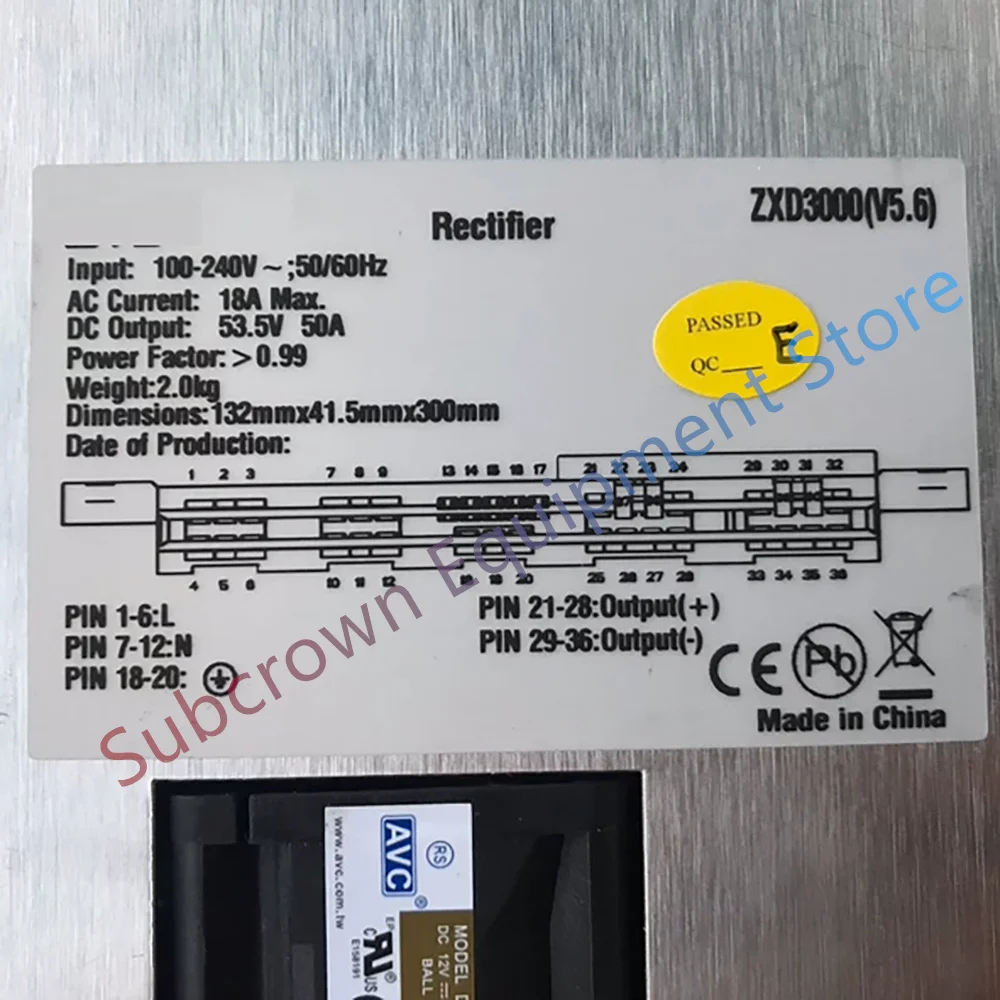 Rectifier
ZXD3000(V5.6)
Input: 100-240V ~ ;50/60Hz
AC Current: 18A Max.
DC Output: 53.5V 50A
Power Factor: > 0.99
Weight:2.0kg
Dimensions:132mmx41.5mmx300mm
Date of Production:
PASSED
QC___ E
1 2 3 7 8 9 13 14 15 16 17 21 22 23 24 29 30 31 32
4 5 6 10 11 12 18 19 20 25 26 27 28 33 34 35 36
PIN 1-6:L
PIN 7-12:N
PIN 18-20:
PIN 21-28:Output(+)
PIN 29-36:Output(-)
CE Pb
Made in China
Subcrown Equipment Store
AVC ®
RS
www.avc.com.tw
MODEL D
DC 12V
BALL
c US
E158191